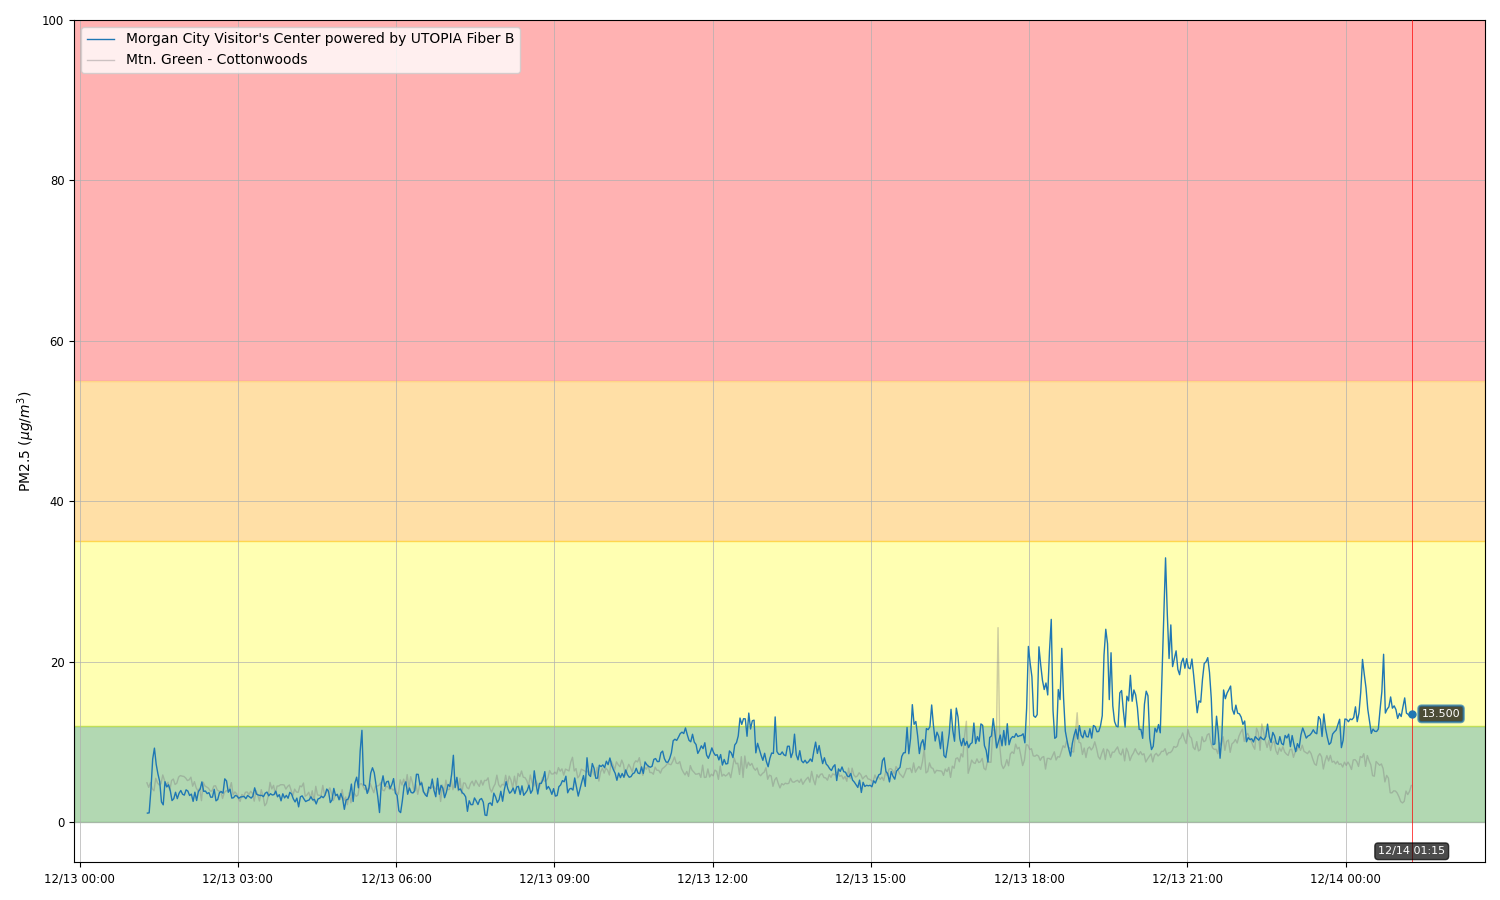 100
Morgan City Visitor's Center powered by UTOPIA Fiber B
Mtn. Green - Cottonwoods
80
60
PM2.5 (µg/m³)
40
20
13.500
0
12/14 01:15
12/13 00:00 12/13 03:00 12/13 06:00 12/13 09:00 12/13 12:00 12/13 15:00 12/13 18:00 12/13 21:00 12/14 00:00